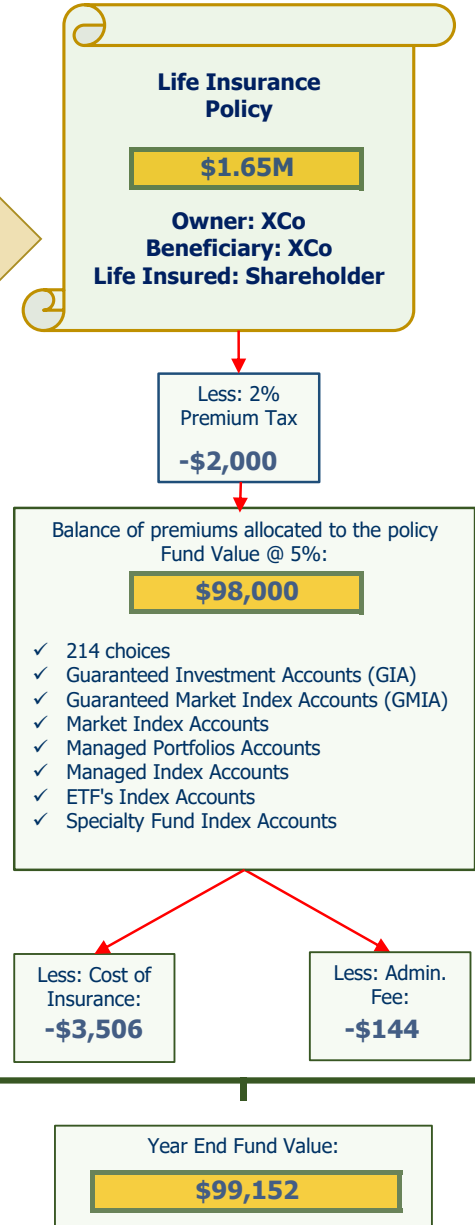 Life Insurance
Policy
$1.65M
Owner: XCo
Beneficiary: XCo
Life Insured: Shareholder
Less: 2%
Premium Tax
-$2,000
Balance of premiums allocated to the policy
Fund Value @ 5%:
$98,000
✓ 214 choices
✓ Guaranteed Investment Accounts (GIA)
✓ Guaranteed Market Index Accounts (GMIA)
✓ Market Index Accounts
✓ Managed Portfolios Accounts
✓ Managed Index Accounts
✓ ETF's Index Accounts
✓ Specialty Fund Index Accounts
Less: Cost of
Insurance:
-$3,506
Less: Admin.
Fee:
-$144
Year End Fund Value:
$99,152